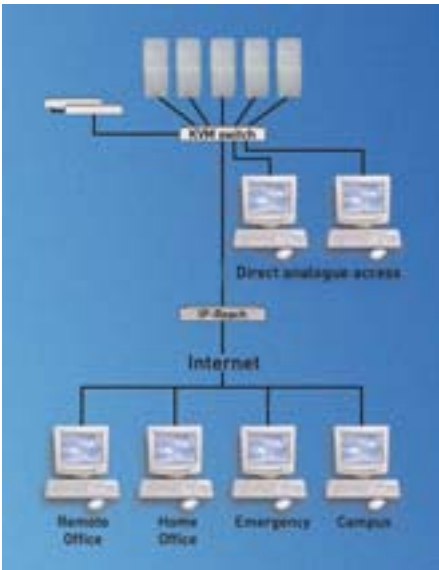 KVM switch
Direct analogue access
IP-Reach
Internet
Remote
Office
Home
Office
Emergency
Campus